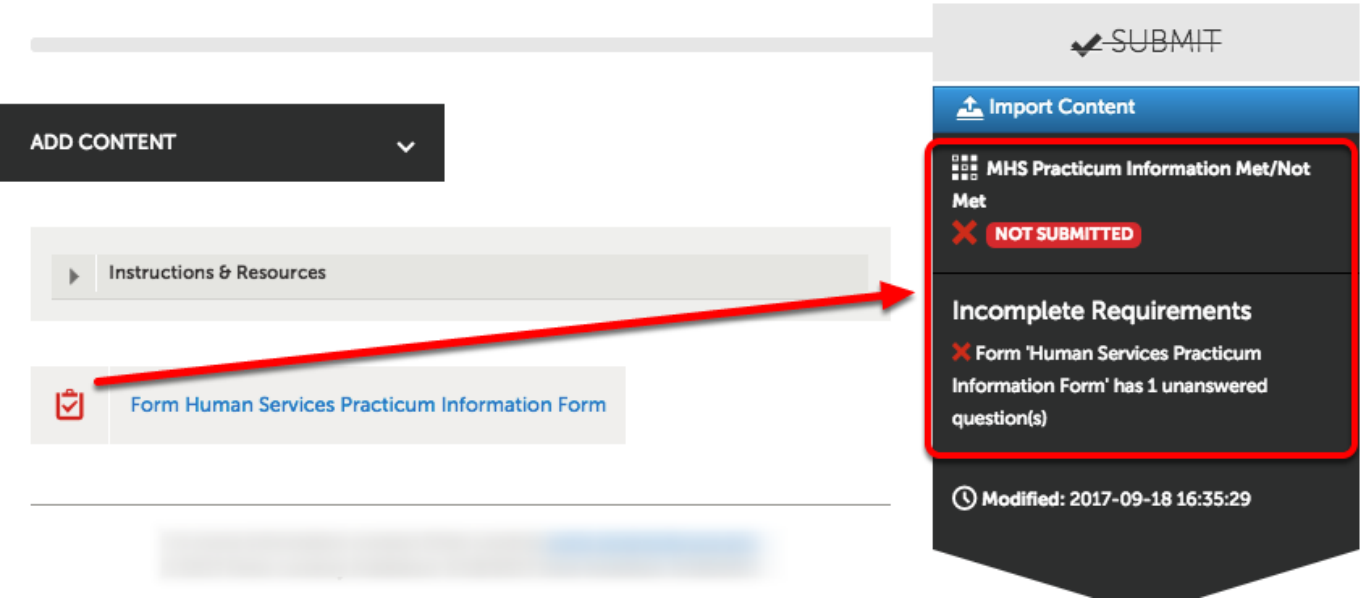 SUBMIT
Import Content
ADD CONTENT
MHS Practicum Information Met/Not
Met
NOT SUBMITTED
Instructions & Resources
Incomplete Requirements
Form 'Human Services Practicum
Information Form' has 1 unanswered
question(s)
Form Human Services Practicum Information Form
Modified: 2017-09-18 16:35:29